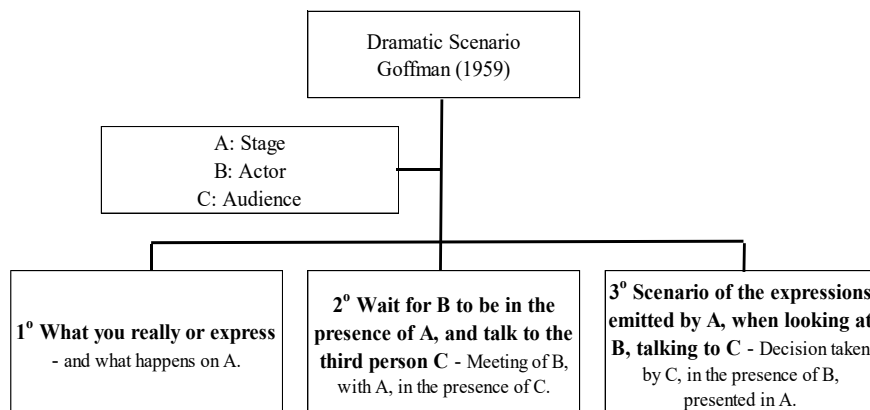 Dramatic Scenario
Goffman (1959)
A: Stage
B: Actor
C: Audience
1° What you really or express
- and what happens on A.
2° Wait for B to be in the
presence of A, and talk to the
third person C - Meeting of B,
with A, in the presence of C.
3° Scenario of the expressions
emitted by A, when looking at
B, talking to C - Decision taken
by C, in the presence of B,
presented in A.